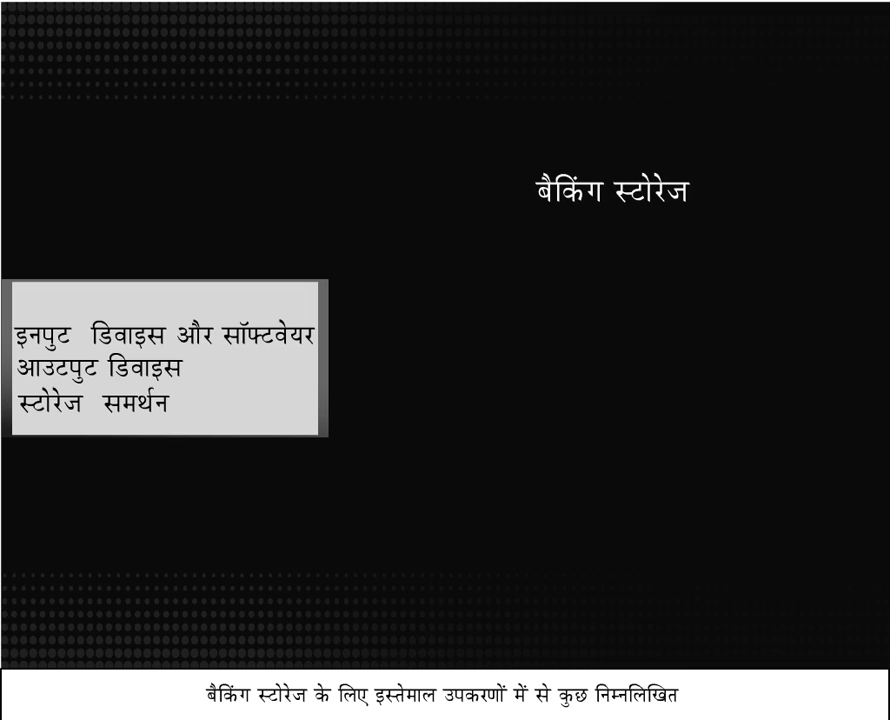 बैकिंग स्टोरेज
इनपुट डिवाइस और सॉफ्टवेयर
आउटपुट डिवाइस
स्टोरेज समर्थन
बैकिंग स्टोरेज के लिए इस्तेमाल उपकरणों में से कुछ निम्नलिखित